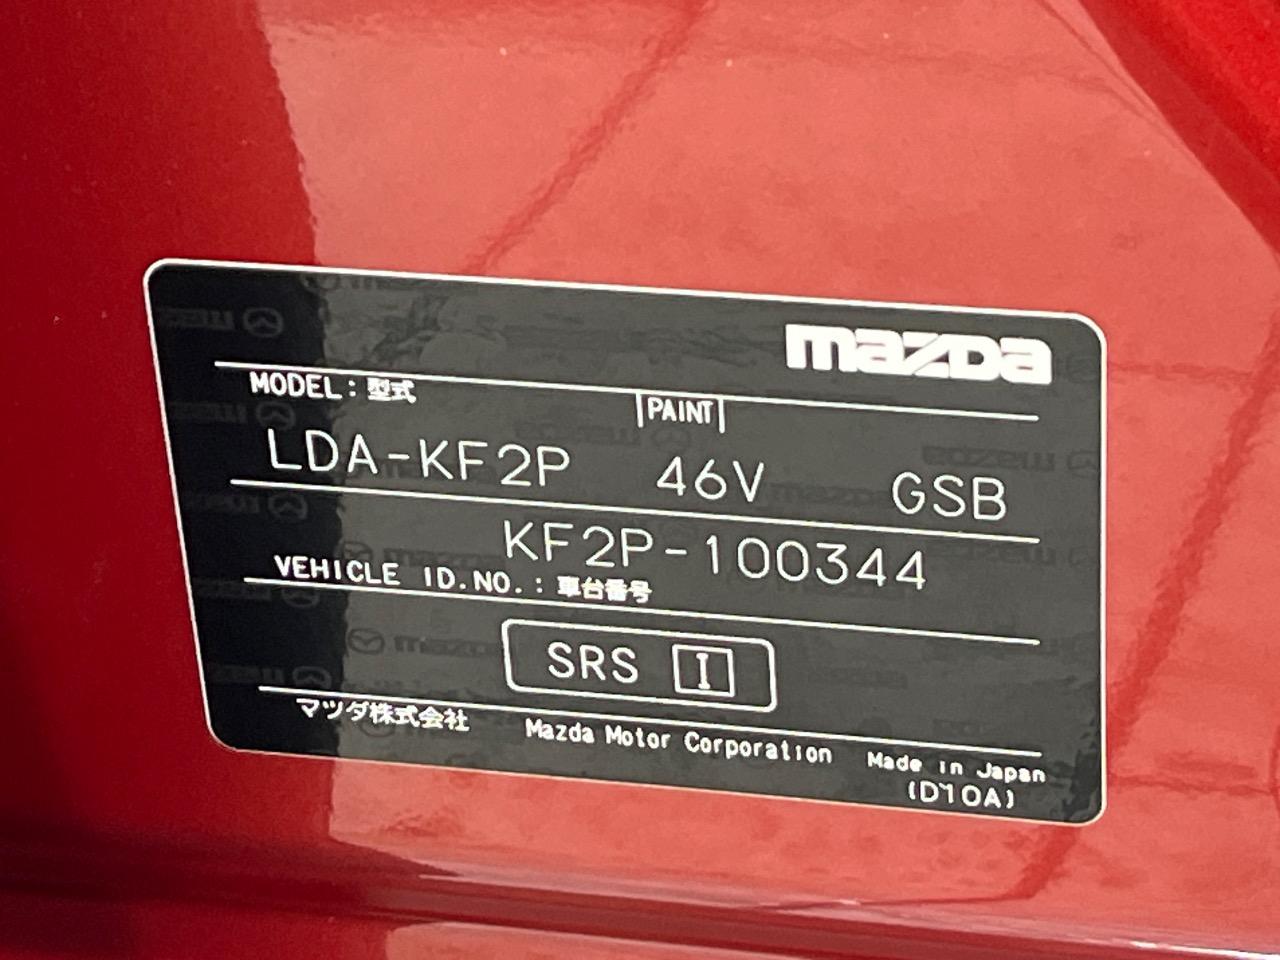 mazda
MODEL：型式 PAINT
LDA-KF2P 46V GSB
KF2P-100344
VEHICLE ID.NO.：車台番号
SRS I
マツダ株式会社 Mazda Motor Corporation Made in Japan
(D10A)